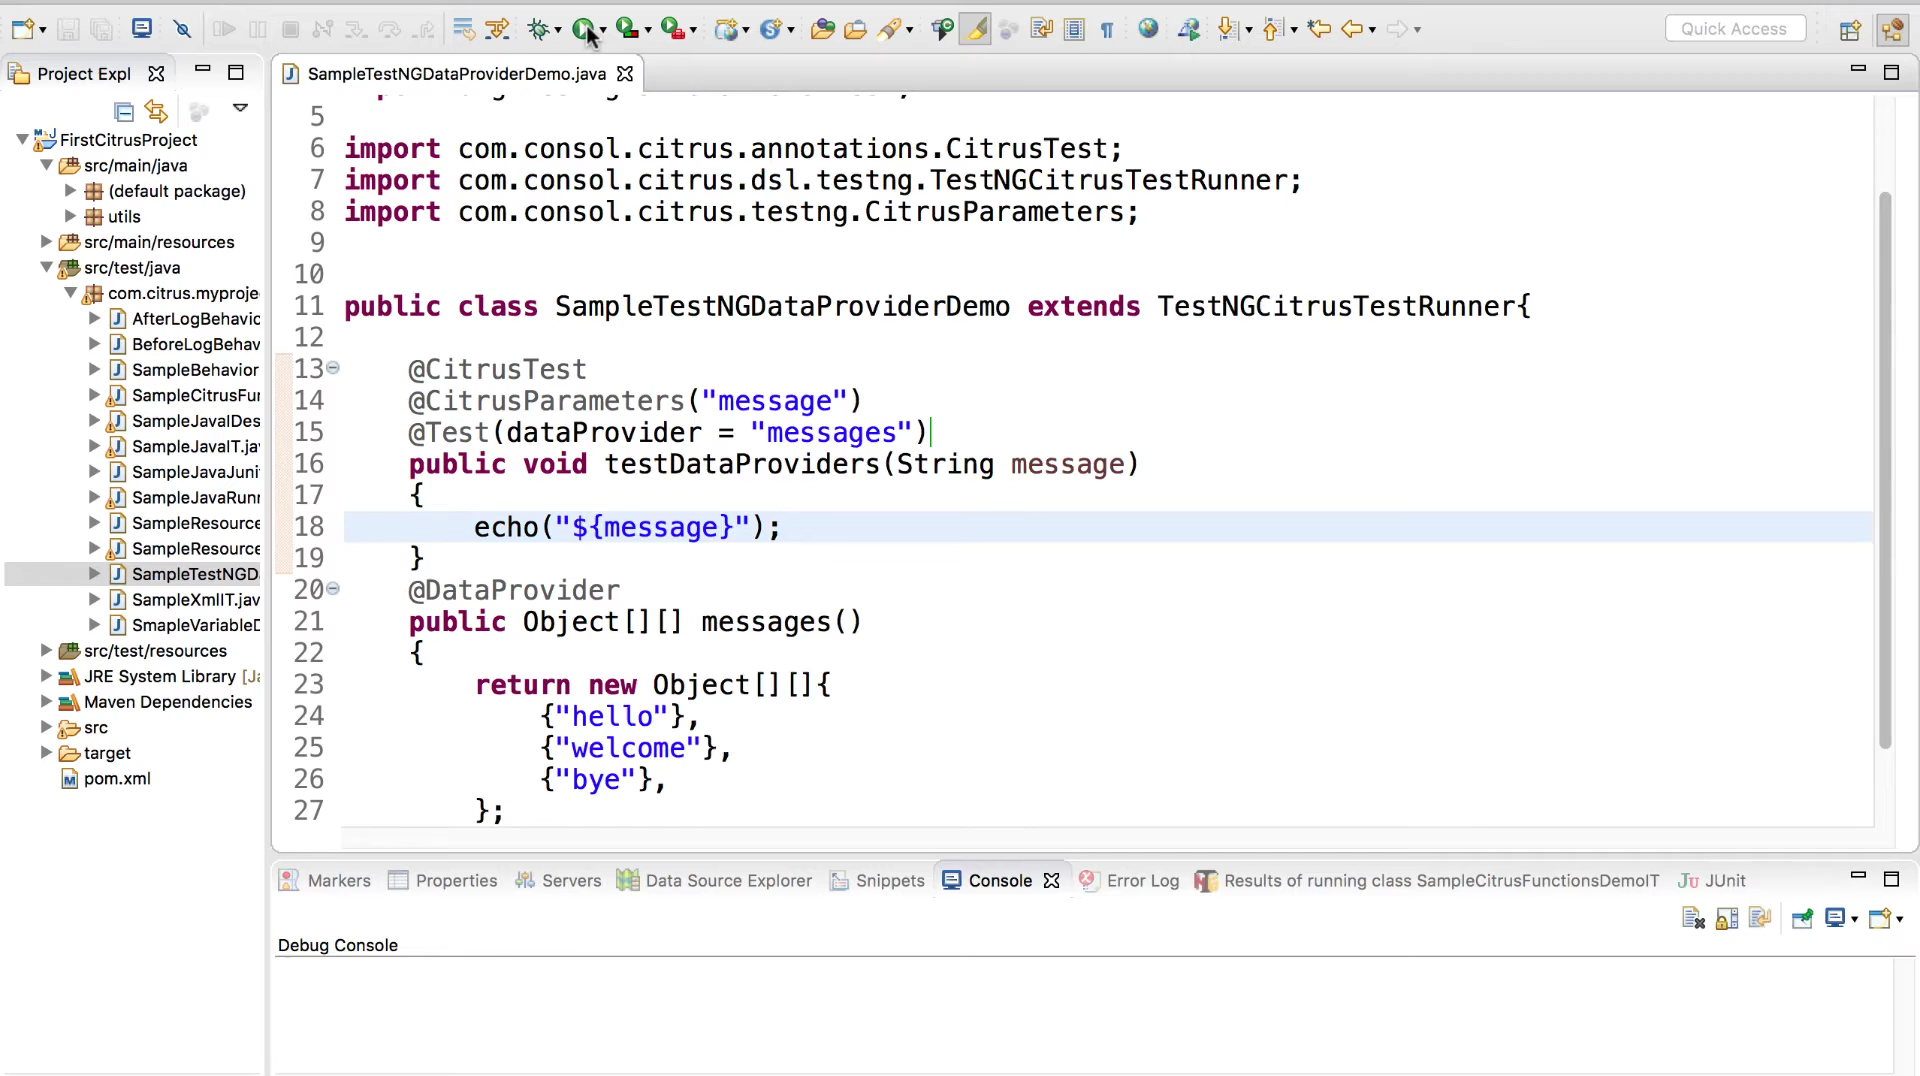 Quick Access
Project Expl
FirstCitrusProject
src/main/java
(default package)
utils
src/main/resources
src/test/java
com.citrus.myproje
AfterLogBehavio
BeforeLogBehav
SampleBehavior
SampleCitrusFur
SampleJavaIDes
SampleJavaIT.ja
SampleJavaJuni
SampleJavaRunr
SampleResource
SampleResource
SampleTestNGD
SampleXmlIT.jav
SmapleVariableD
src/test/resources
JRE System Library [Ja
Maven Dependencies
src
target
pom.xml
SampleTestNGDataProviderDemo.java
5
6 import com.consol.citrus.annotations.CitrusTest;
7 import com.consol.citrus.dsl.testng.TestNGCitrusTestRunner;
8 import com.consol.citrus.testng.CitrusParameters;
9
10
11 public class SampleTestNGDataProviderDemo extends TestNGCitrusTestRunner{
12
13 @CitrusTest
14 @CitrusParameters("message")
15 @Test(dataProvider = "messages")
16 public void testDataProviders(String message)
17 {
18 echo("${message}");
19 }
20 @DataProvider
21 public Object[][] messages()
22 {
23 return new Object[][]{
24 {"hello"},
25 {"welcome"},
26 {"bye"},
27 };
Markers Properties Servers Data Source Explorer Snippets Console Error Log Results of running class SampleCitrusFunctionsDemoIT JUnit
Debug Console